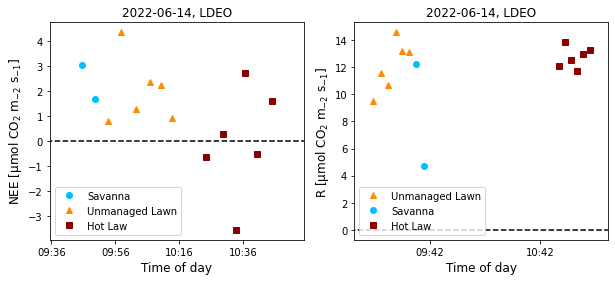 2022-06-14, LDEO
NEE [μmol CO₂ m₋₂ s₋₁]
4
3
2
1
0
−1
−2
−3
Savanna
Unmanaged Lawn
Hot Law
09:36
09:56
10:16
10:36
Time of day
2022-06-14, LDEO
R [μmol CO₂ m₋₂ s₋₁]
14
12
10
8
6
4
2
0
Unmanaged Lawn
Savanna
Hot Law
09:42
10:42
Time of day